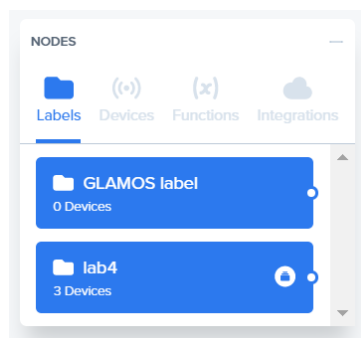 NODES
Labels Devices Functions Integrations
GLAMOS label
0 Devices
lab4
3 Devices